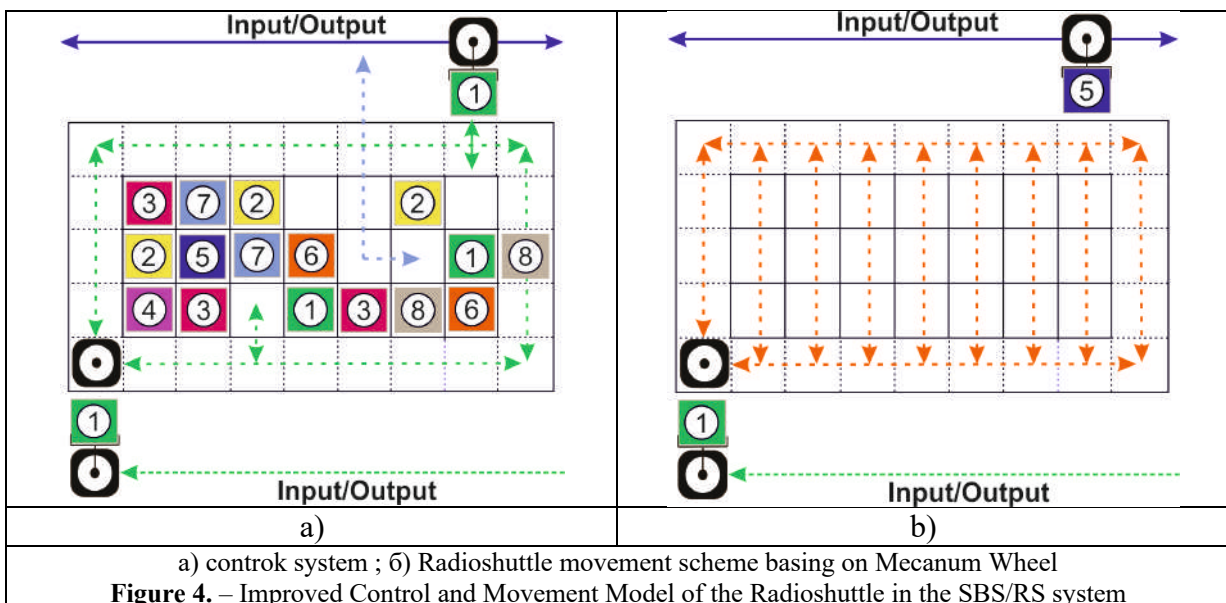 Input/Output
1
3 7 2 2
2 5 7 6 1 8
4 3 1 3 8 6
1
Input/Output
a)
Input/Output
5
1
Input/Output
b)
a) controk system ; б) Radioshuttle movement scheme basing on Mecanum Wheel
Figure 4. – Improved Control and Movement Model of the Radioshuttle in the SBS/RS system